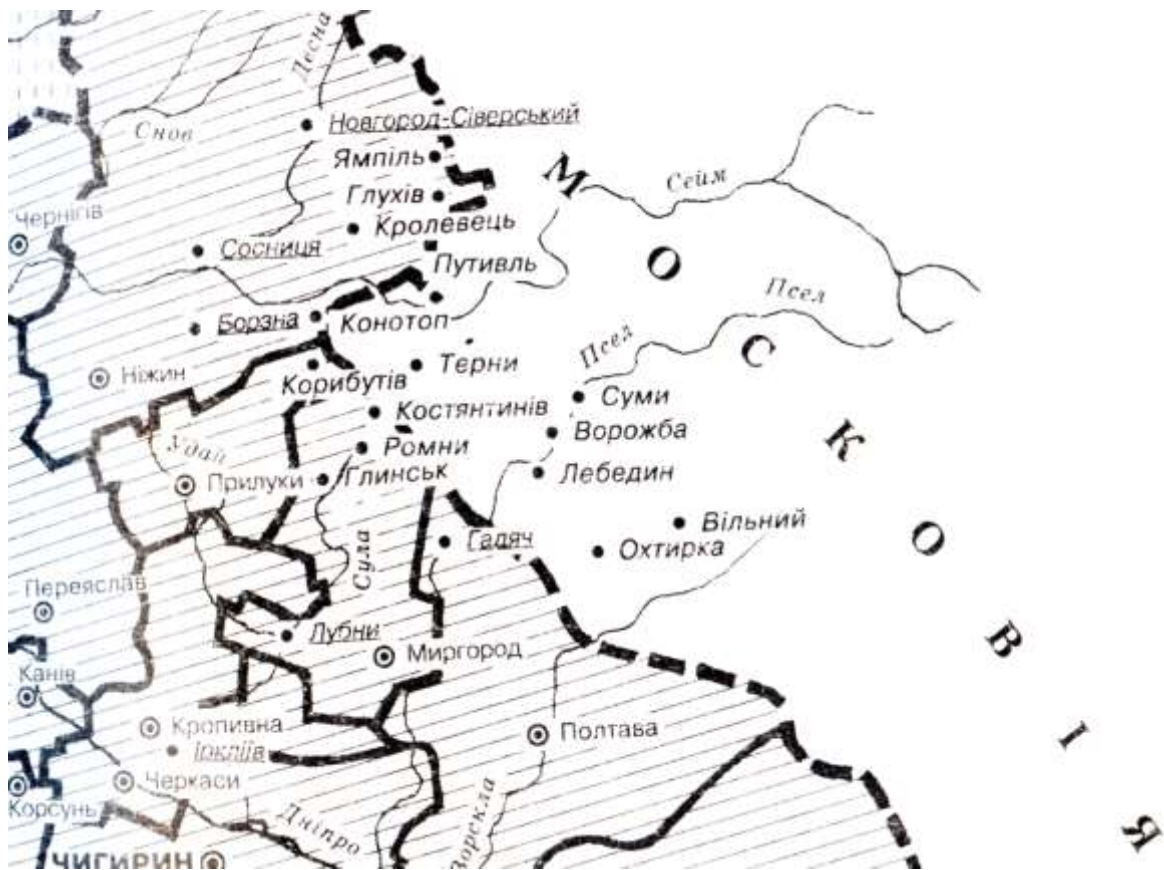 Десна
Снов
Новгород-Сіверський
Ямпіль
Глухів
Кролевець
Чернігів
Сосниця
Путивль
Борзна
Конотоп
Ніжин
Корибутів
Терни
Костянтинів
Ромни
Глинськ
Удай
Прилуки
Сейм
Псел
Псел
Суми
Ворожба
Лебедин
Вільний
Охтирка
Гадяч
Сула
Переяслав
Лубни
Миргород
Канів
Кропивна
Іркліїв
Полтава
Черкаси
Корсунь
Дніпро
Ворскла
ЧИГИРИН
МОСКОВІЯ